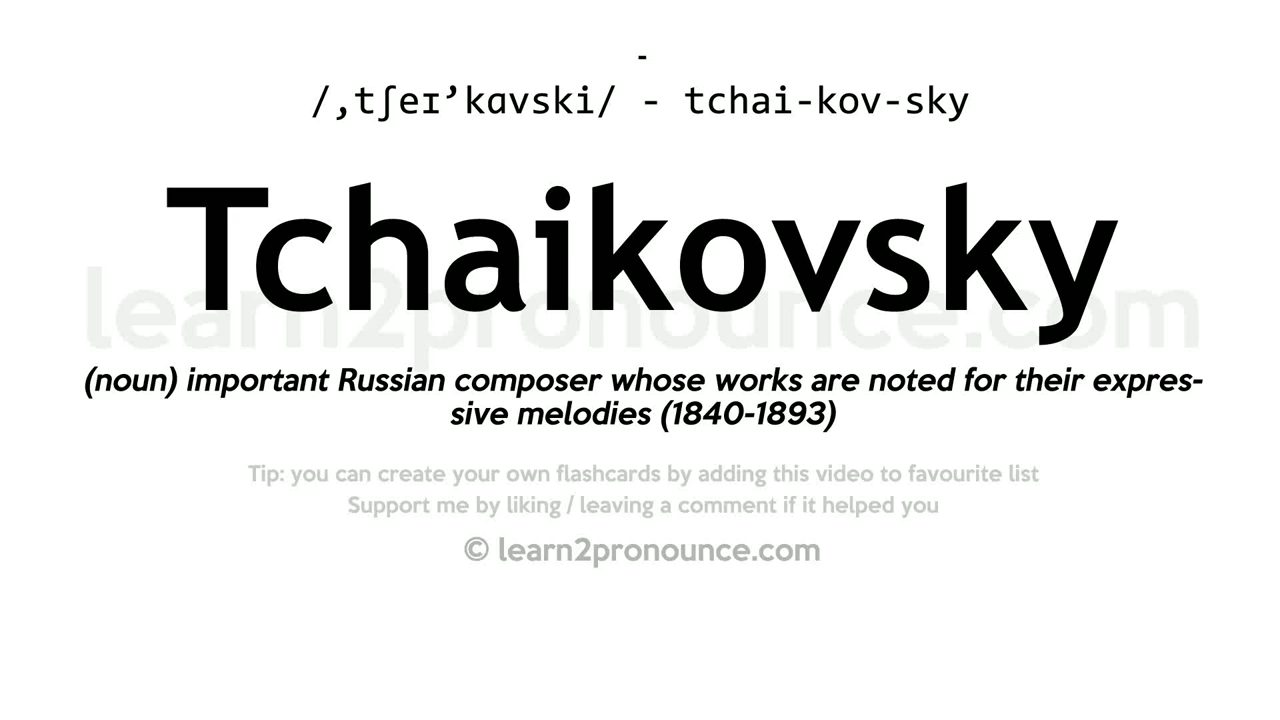 -
/,tʃeɪ’kɑvski/ - tchai-kov-sky
Tchaikovsky
learn2pronounce.com
(noun) important Russian composer whose works are noted for their expres-
sive melodies (1840-1893)
Tip: you can create your own flashcards by adding this video to favourite list
Support me by liking / leaving a comment if it helped you
© learn2pronounce.com